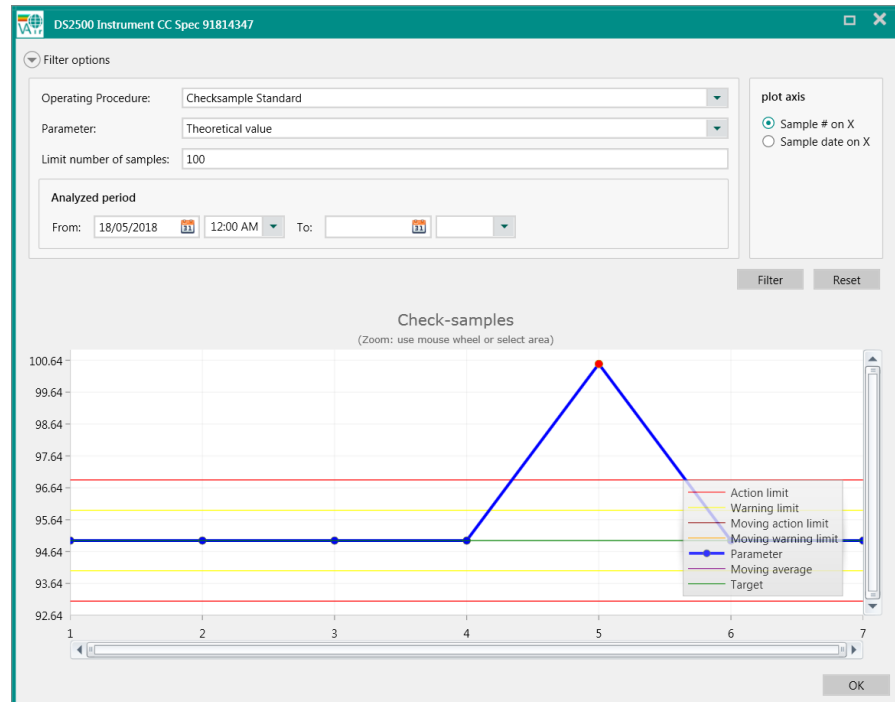 DS2500 Instrument CC Spec 91814347
Filter options
Operating Procedure: Checksample Standard
Parameter: Theoretical value
Limit number of samples: 100
Analyzed period
From: 18/05/2018 31 12:00 AM To: 31
plot axis
Sample # on X
Sample date on X
Filter Reset
Check-samples
(Zoom: use mouse wheel or select area)
100.64
99.64
98.64
97.64
96.64
95.64
94.64
93.64
92.64
Action limit
Warning limit
Moving action limit
Moving warning limit
Parameter
Moving average
Target
1 2 3 4 5 6 7
OK